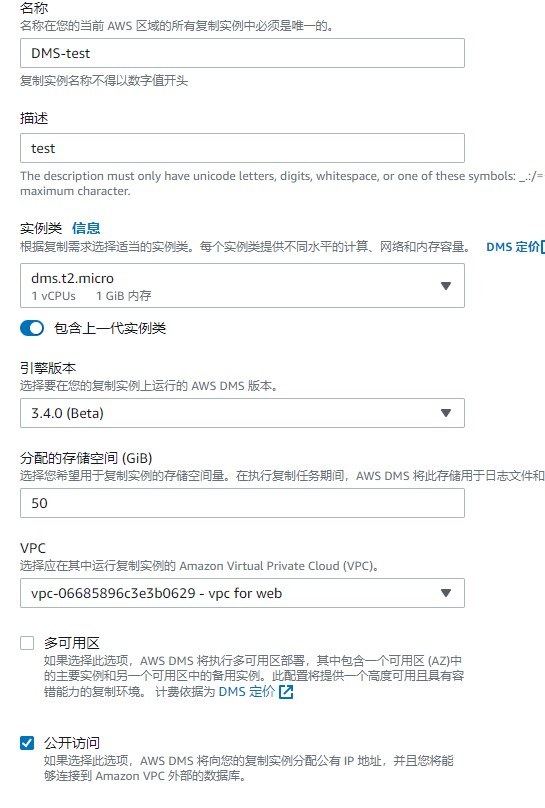 名称
名称在您的当前 AWS 区域的所有复制实例中必须是唯一的。
DMS-test
复制实例名称不得以数字值开头
描述
test
The description must only have unicode letters, digits, whitespace, or one of these symbols: _.:/=
maximum character.
实例类 信息
根据复制需求选择适当的实例类。每个实例类提供不同水平的计算、网络和内存容量。 DMS 定价
dms.t2.micro
1 vCPUs 1 GiB 内存
包含上一代实例类
引擎版本
选择要在您的复制实例上运行的 AWS DMS 版本。
3.4.0 (Beta)
分配的存储空间 (GiB)
选择您希望用于复制实例的存储空间量。在执行复制任务期间，AWS DMS 将此存储用于日志文件和
50
VPC
选择应在其中运行复制实例的 Amazon Virtual Private Cloud (VPC)。
vpc-06685896c3e3b0629 - vpc for web
多可用区
如果选择此选项，AWS DMS 将执行多可用区部署，其中包含一个可用区 (AZ)中
的主要实例和另一个可用区中的备用实例。此配置将提供一个高度可用且具有容
错能力的复制环境。 计费依据为 DMS 定价
公开访问
如果选择此选项，AWS DMS 将向您的复制实例分配公有 IP 地址，并且您将能
够连接到 Amazon VPC 外部的数据库。